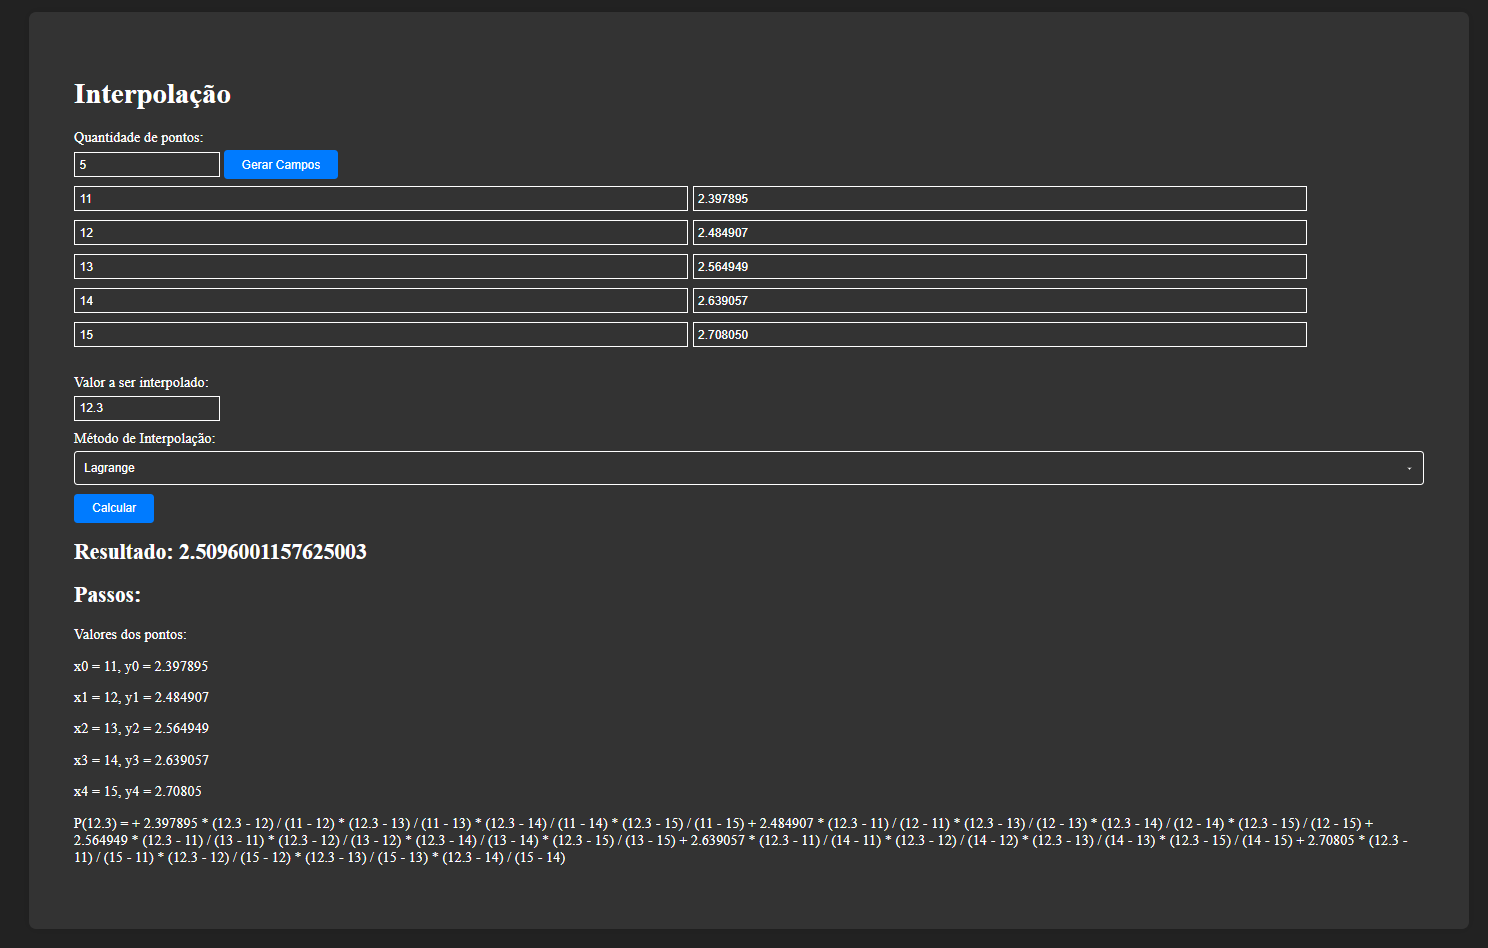 Interpolação
Quantidade de pontos:
5 Gerar Campos
11 2.397895
12 2.484907
13 2.564949
14 2.639057
15 2.708050
Valor a ser interpolado:
12.3
Método de Interpolação:
Lagrange
Calcular
Resultado: 2.5096001157625003
Passos:
Valores dos pontos:
x0 = 11, y0 = 2.397895
x1 = 12, y1 = 2.484907
x2 = 13, y2 = 2.564949
x3 = 14, y3 = 2.639057
x4 = 15, y4 = 2.70805
P(12.3) = + 2.397895 * (12.3 - 12) / (11 - 12) * (12.3 - 13) / (11 - 13) * (12.3 - 14) / (11 - 14) * (12.3 - 15) / (11 - 15) + 2.484907 * (12.3 - 11) / (12 - 11) * (12.3 - 13) / (12 - 13) * (12.3 - 14) / (12 - 14) * (12.3 - 15) / (12 - 15) +
2.564949 * (12.3 - 11) / (13 - 11) * (12.3 - 12) / (13 - 12) * (12.3 - 14) / (13 - 14) * (12.3 - 15) / (13 - 15) + 2.639057 * (12.3 - 11) / (14 - 11) * (12.3 - 12) / (14 - 12) * (12.3 - 13) / (14 - 13) * (12.3 - 15) / (14 - 15) + 2.70805 * (12.3 -
11) / (15 - 11) * (12.3 - 12) / (15 - 12) * (12.3 - 13) / (15 - 13) * (12.3 - 14) / (15 - 14)